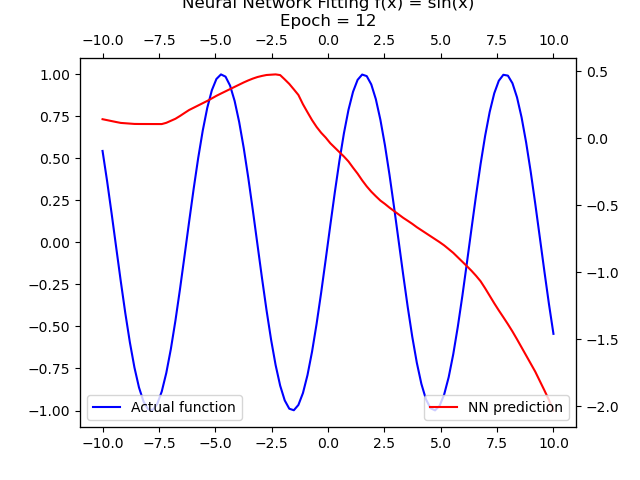 Neural Network Fitting f(x) = sin(x)
Epoch = 12
−10.0 −7.5 −5.0 −2.5 0.0 2.5 5.0 7.5 10.0
1.00
0.75
0.50
0.25
0.00
−0.25
−0.50
−0.75
−1.00
0.5
0.0
−0.5
−1.0
−1.5
−2.0
Actual function
NN prediction
−10.0 −7.5 −5.0 −2.5 0.0 2.5 5.0 7.5 10.0